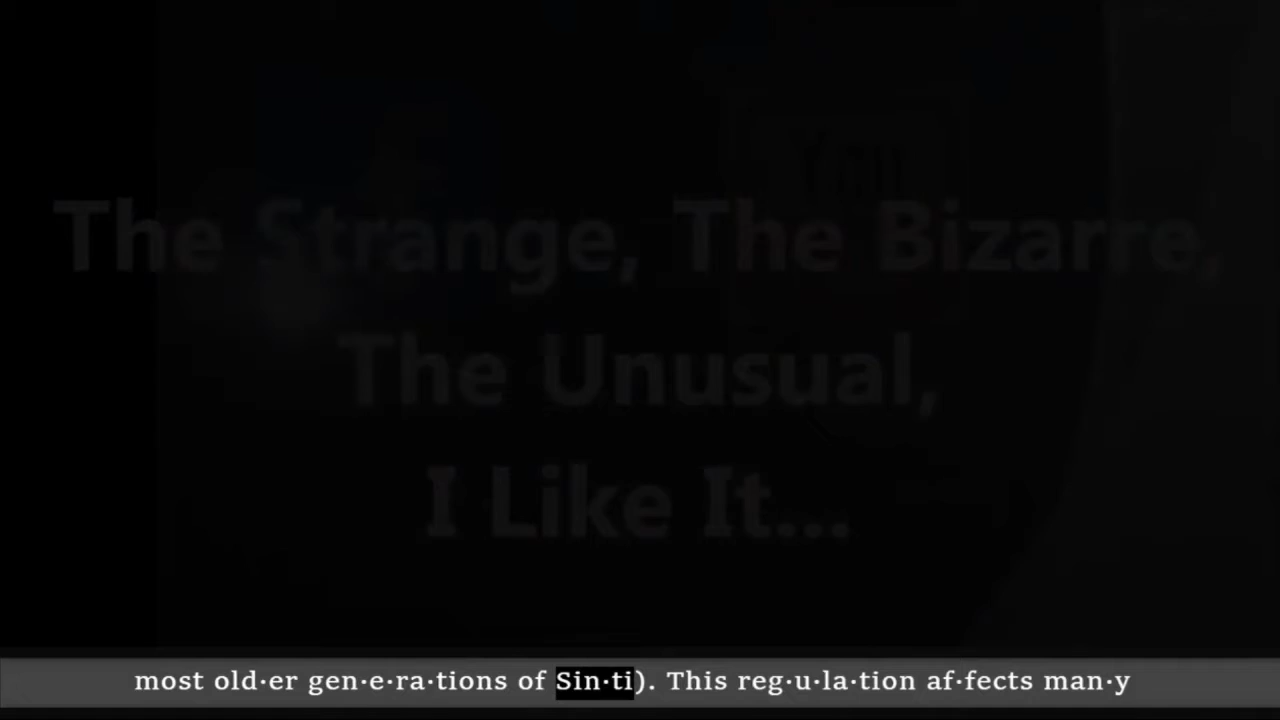 The Strange, The Bizarre,
The Unusual,
I Like It...
most old·er gen·e·ra·tions of Sin·ti). This reg·u·la·tion af·fects man·y